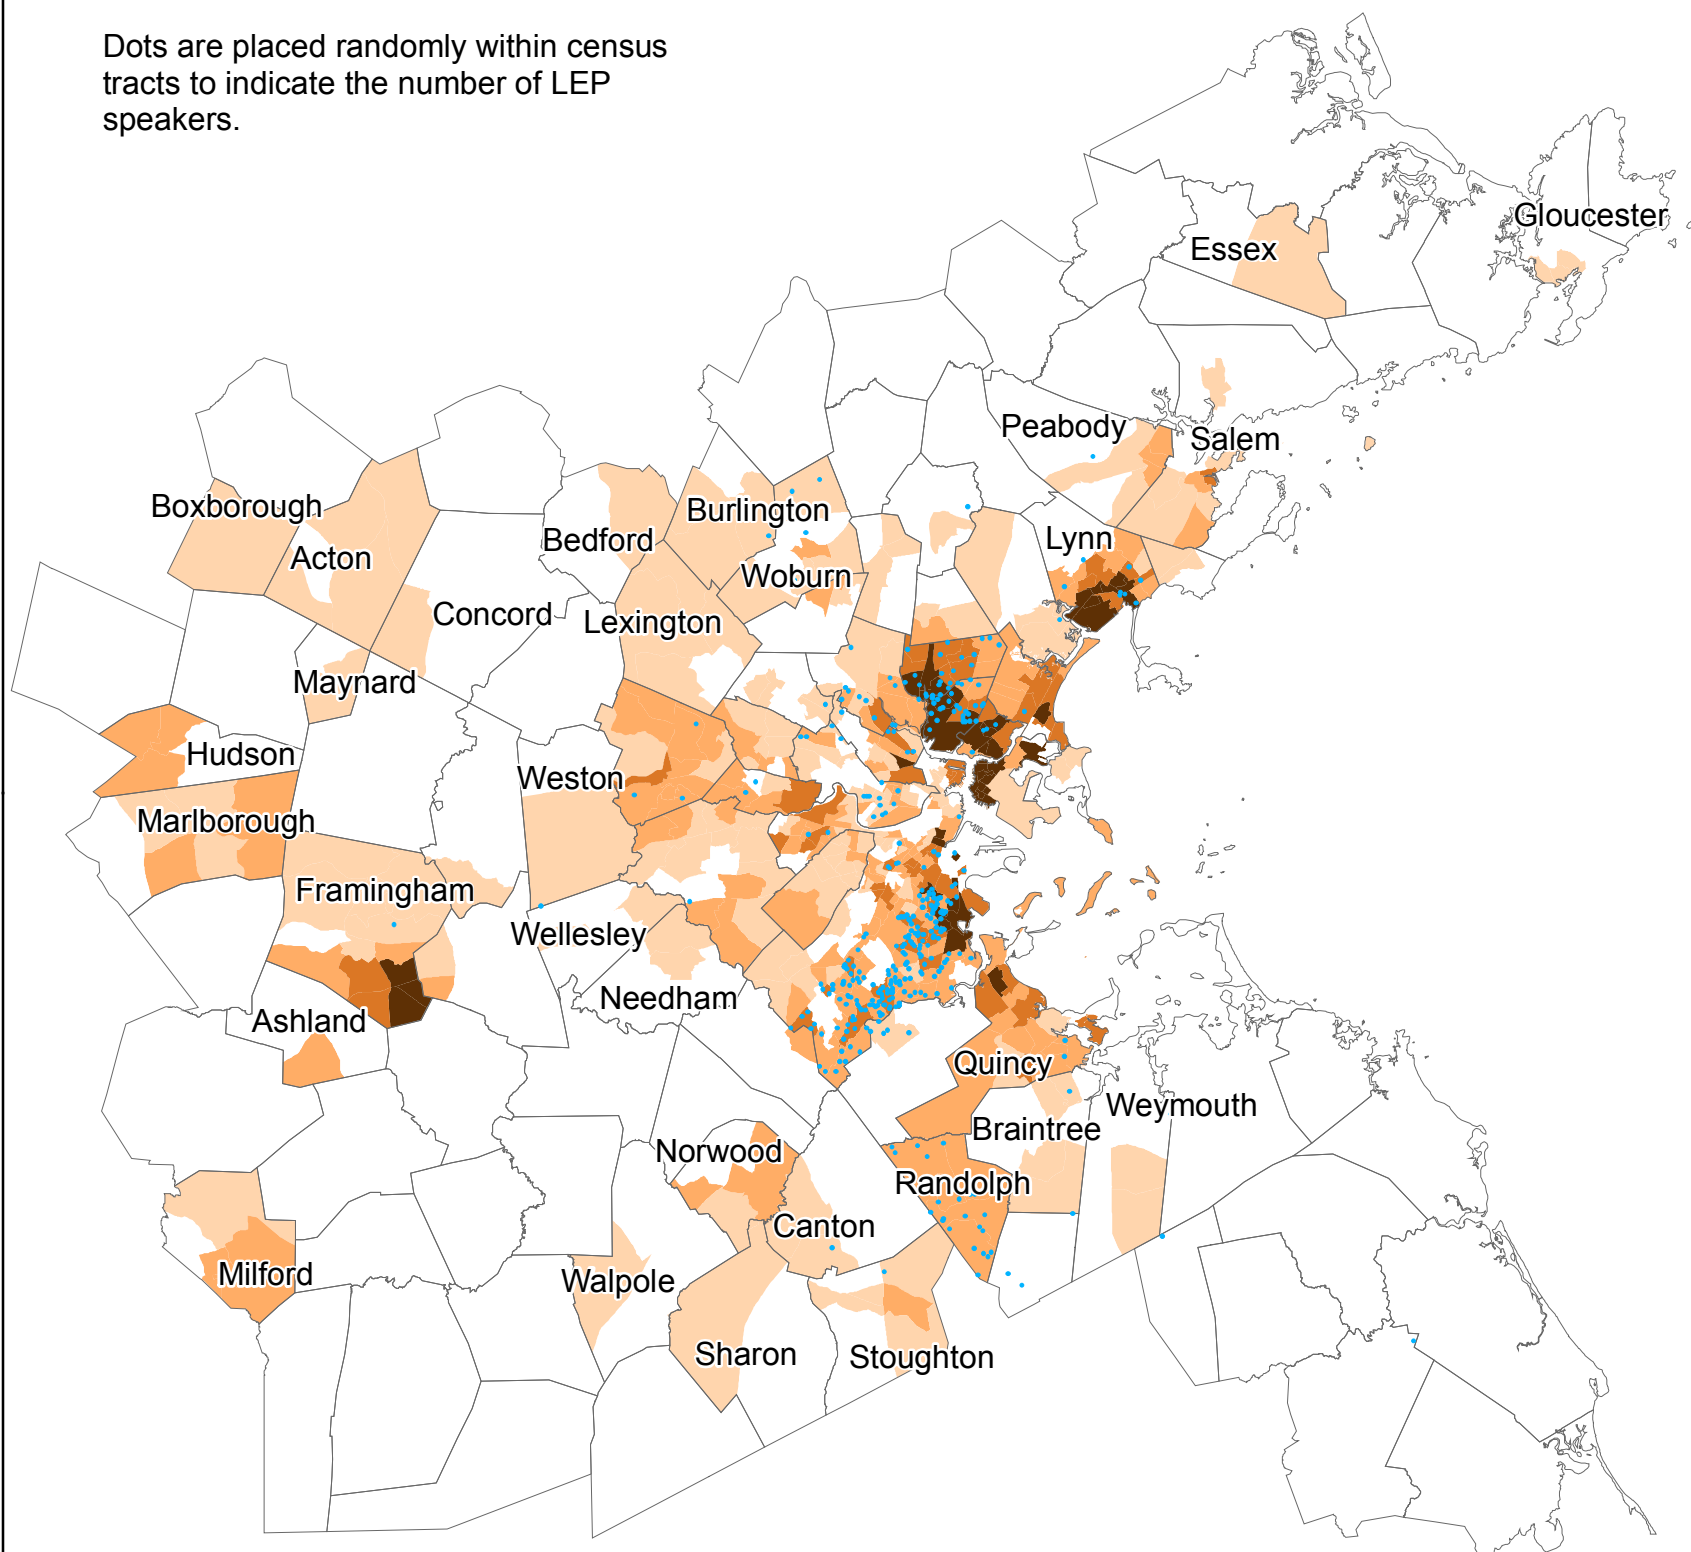 Dots are placed randomly within census
tracts to indicate the number of LEP
speakers.
Gloucester
Essex
Peabody
Salem
Boxborough
Burlington
Acton
Bedford
Lynn
Woburn
Concord
Lexington
Maynard
Hudson
Weston
Marlborough
Framingham
Wellesley
Needham
Ashland
Quincy
Weymouth
Braintree
Norwood
Randolph
Canton
Milford
Walpole
Sharon
Stoughton